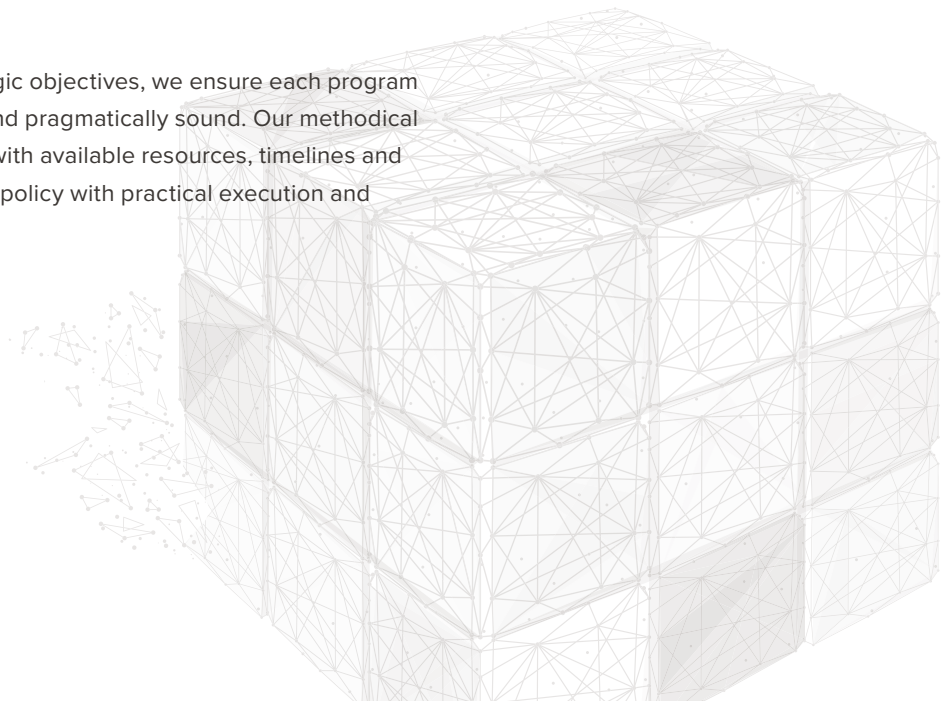 gic objectives, we ensure each program
nd pragmatically sound. Our methodical
with available resources, timelines and
policy with practical execution and